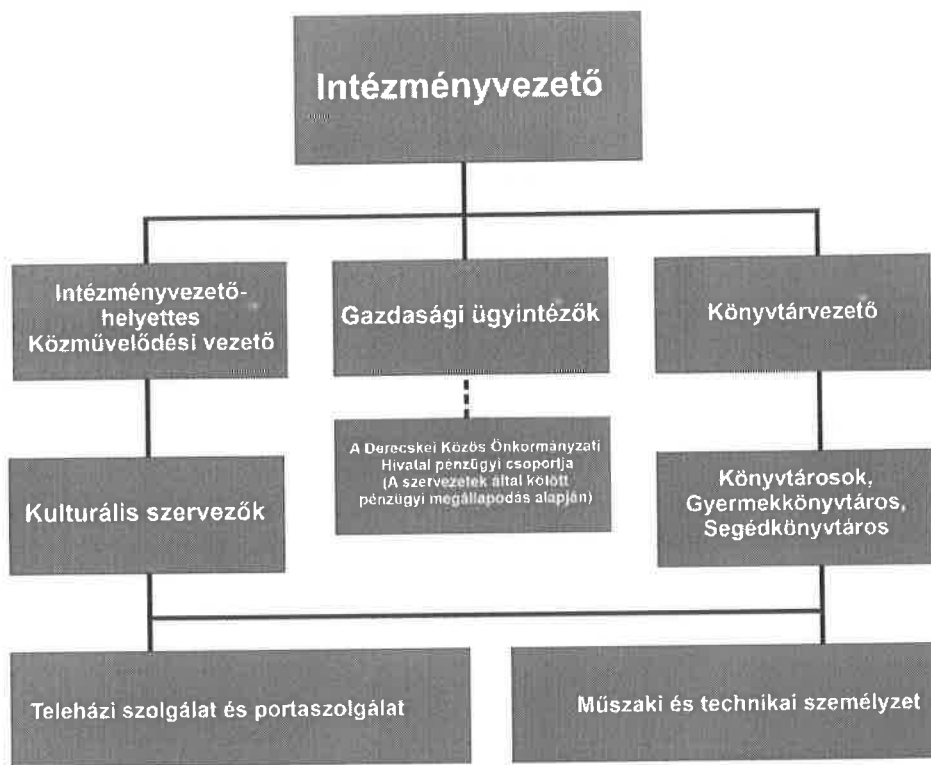 Intézményvezető
Intézményvezető-
helyettes
Közművelődési vezető
Gazdasági ügyintézők
Könyvtárvezető
A Derecskei Közös Önkormányzati
Hivatal pénzügyi csoportja
(A szervezetek által kötött
pénzügyi megállapodás alapján)
Kulturális szervezők
Könyvtárosok,
Gyermekkönyvtáros,
Segédkönyvtáros
Teleházi szolgálat és portaszolgálat
Műszaki és technikai személyzet